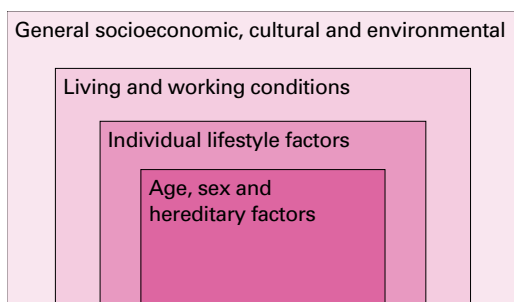 General socioeconomic, cultural and environmental
Living and working conditions
Individual lifestyle factors
Age, sex and
hereditary factors